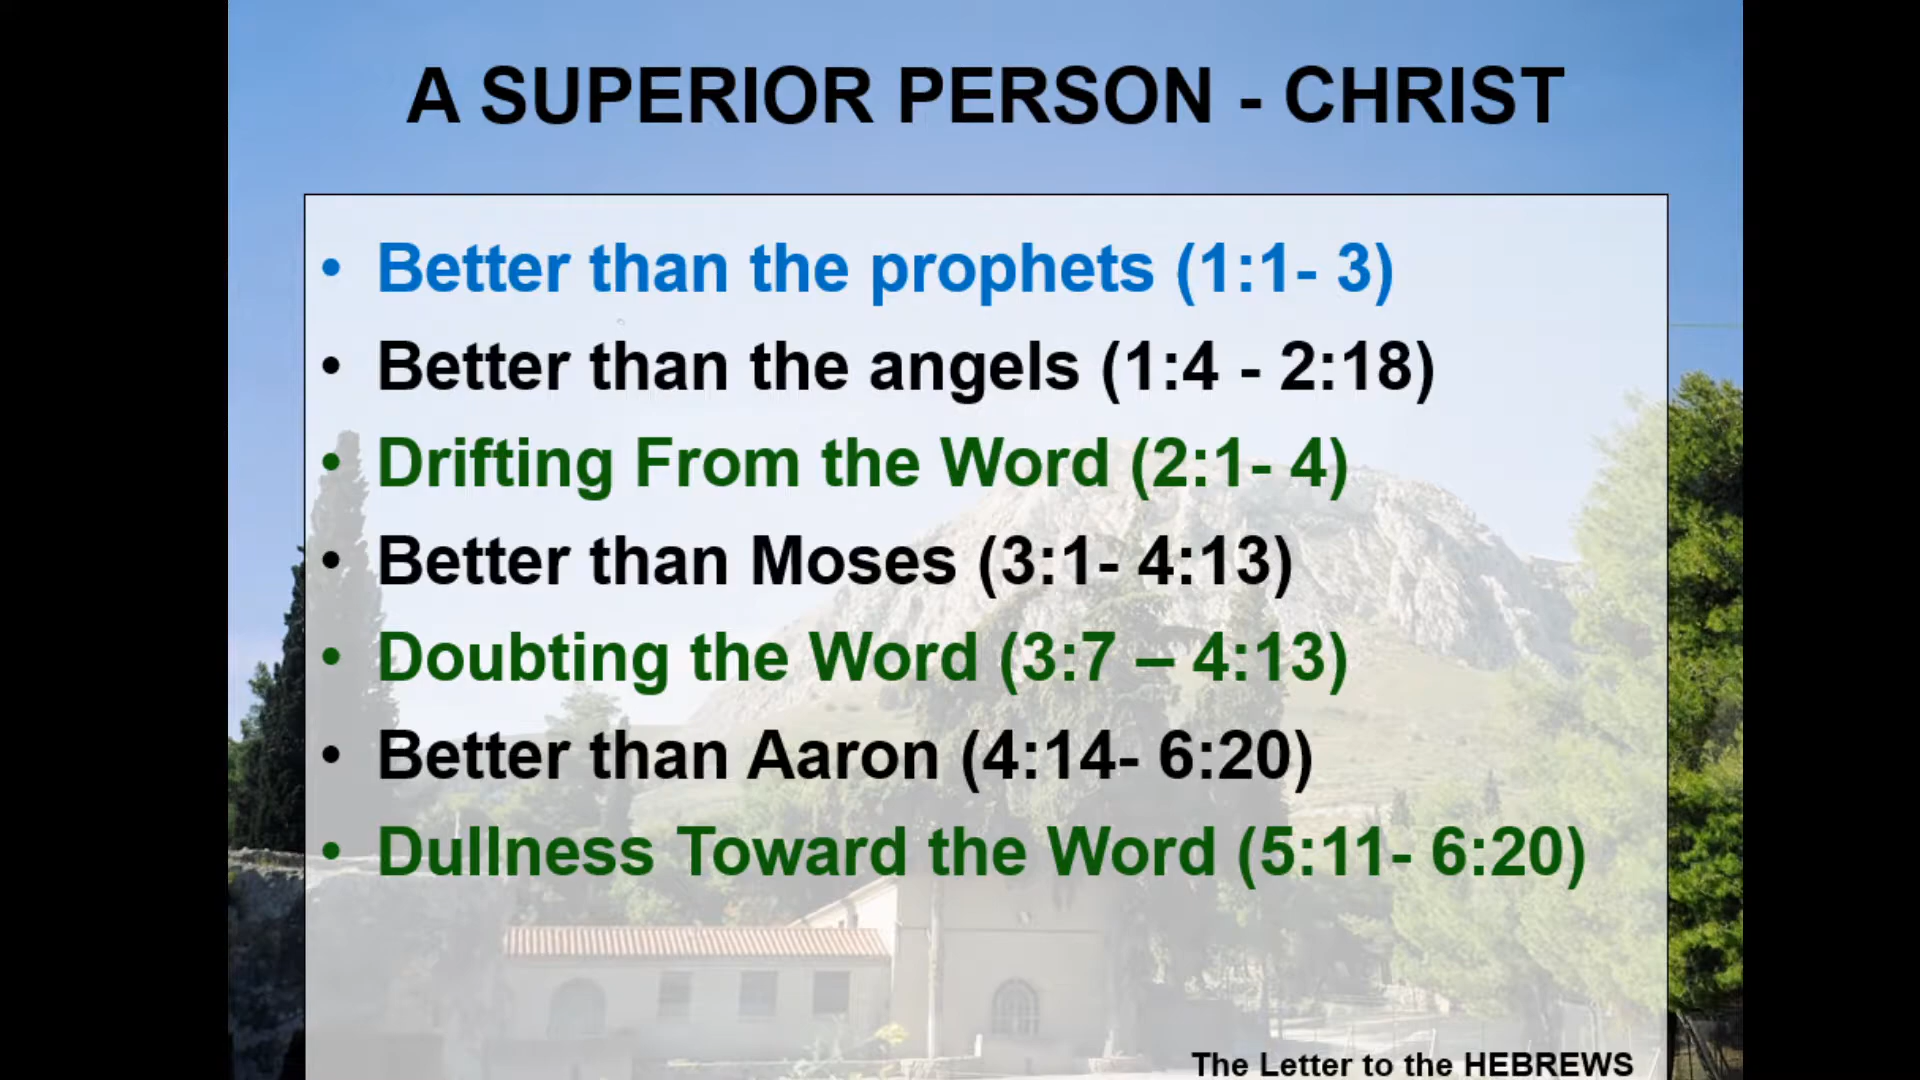 A SUPERIOR PERSON - CHRIST
• Better than the prophets (1:1- 3)
• Better than the angels (1:4 - 2:18)
• Drifting From the Word (2:1- 4)
• Better than Moses (3:1- 4:13)
• Doubting the Word (3:7 – 4:13)
• Better than Aaron (4:14- 6:20)
• Dullness Toward the Word (5:11- 6:20)
The Letter to the HEBREWS